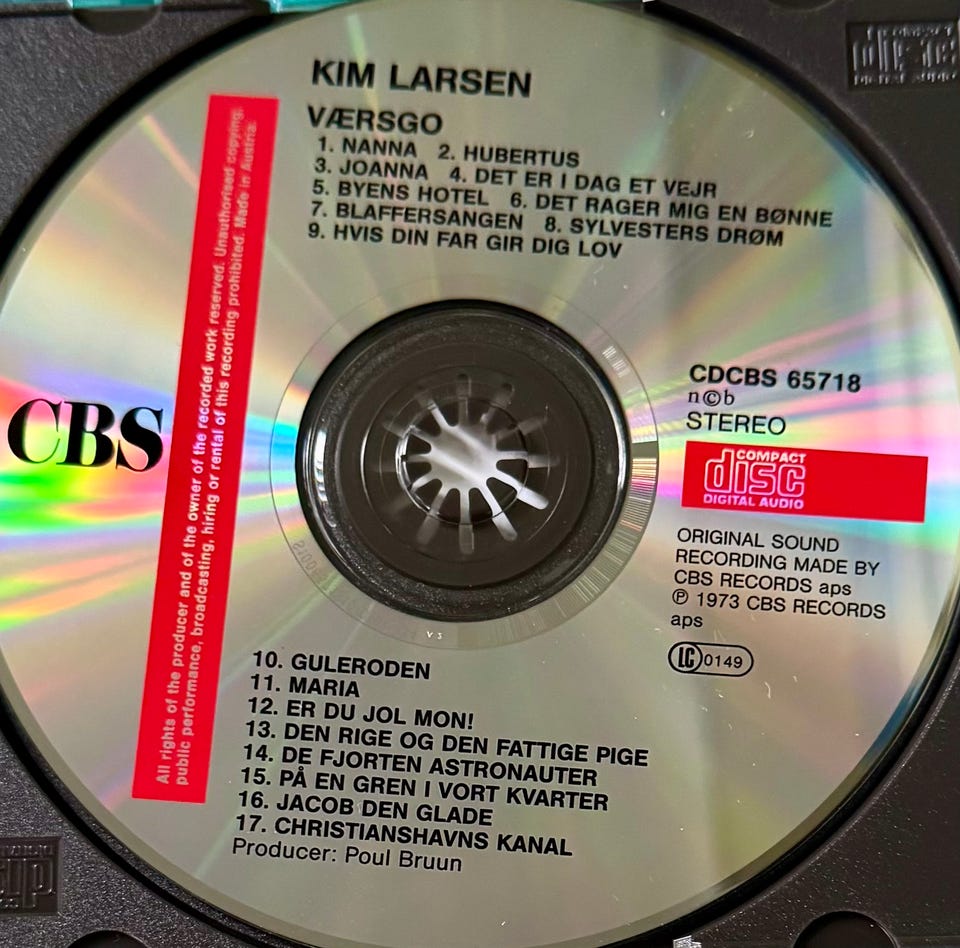 KIM LARSEN
VÆRSGO
1. NANNA 2. HUBERTUS
3. JOANNA 4. DET ER I DAG ET VEJR
5. BYENS HOTEL 6. DET RAGER MIG EN BØNNE
7. BLAFFERSANGEN 8. SYLVESTERS DRØM
9. HVIS DIN FAR GIR DIG LOV
All rights of the producer and of the owner of the recorded work reserved. Unauthorised copying,
public performance, broadcasting, hiring or rental of this recording prohibited. Made in Austria.
CBS
CDCBS 65718
n©b
STEREO
COMPACT
disc
DIGITAL AUDIO
ORIGINAL SOUND
RECORDING MADE BY
CBS RECORDS aps
℗ 1973 CBS RECORDS
aps
LC 0149
10. GULERODEN
11. MARIA
12. ER DU JOL MON!
13. DEN RIGE OG DEN FATTIGE PIGE
14. DE FJORTEN ASTRONAUTER
15. PÅ EN GREN I VORT KVARTER
16. JACOB DEN GLADE
17. CHRISTIANSHAVNS KANAL
Producer: Poul Bruun